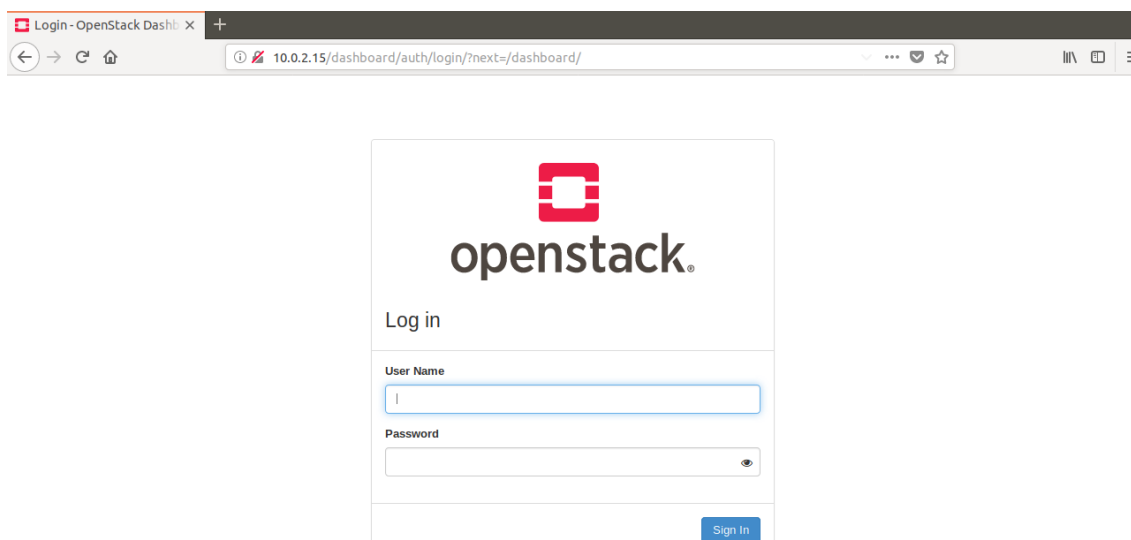 Login - OpenStack Dashb
10.0.2.15/dashboard/auth/login/?next=/dashboard/
openstack.
Log in
User Name
Password
Sign In